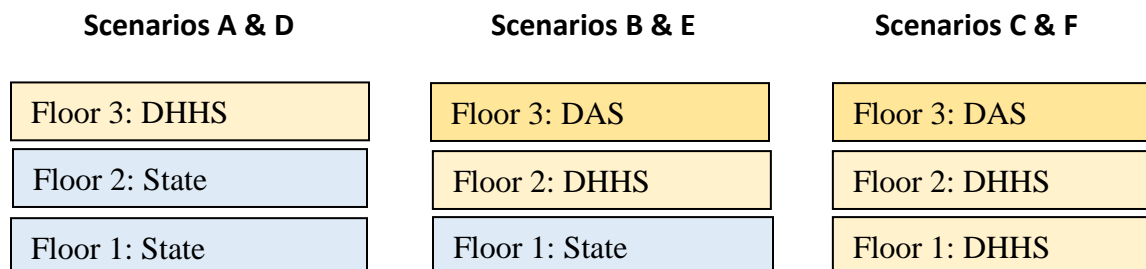 Scenarios A & D
Scenarios B & E
Scenarios C & F
Floor 3: DHHS
Floor 3: DAS
Floor 3: DAS
Floor 2: State
Floor 2: DHHS
Floor 2: DHHS
Floor 1: State
Floor 1: State
Floor 1: DHHS